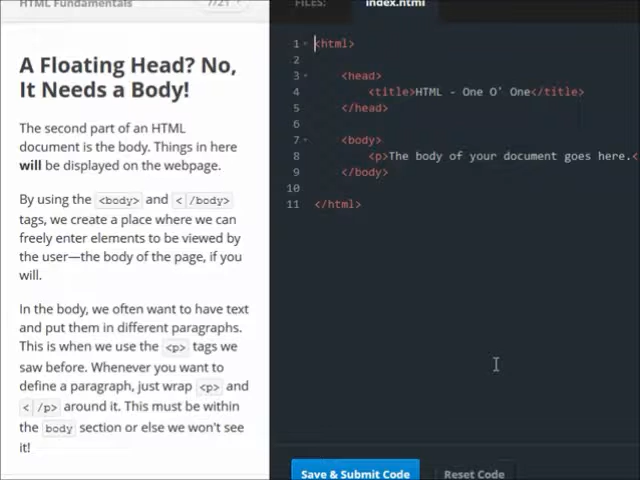 HTML Fundamentals 7/21
A Floating Head? No,
It Needs a Body!
The second part of an HTML
document is the body. Things in here
will be displayed on the webpage.
By using the <body> and </body>
tags, we create a place where we can
freely enter elements to be viewed by
the user—the body of the page, if you
will.
In the body, we often want to have text
and put them in different paragraphs.
This is when we use the <p> tags we
saw before. Whenever you want to
define a paragraph, just wrap <p> and
</p> around it. This must be within
the body section or else we won't see
it!
FILES: index.html
1 <html>
2
3 <head>
4 <title>HTML - One O' One</title>
5 </head>
6
7 <body>
8 <p>The body of your document goes here.<
9 </body>
10
11 </html>
Save & Submit Code Reset Code